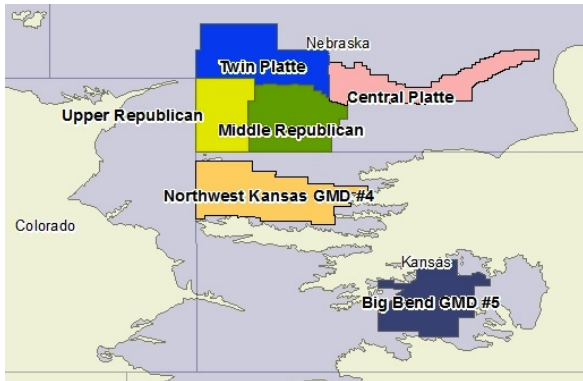 Nebraska
Twin Platte
Central Platte
Upper Republican
Middle Republican
Northwest Kansas GMD #4
Colorado
Kansas
Big Bend GMD #5